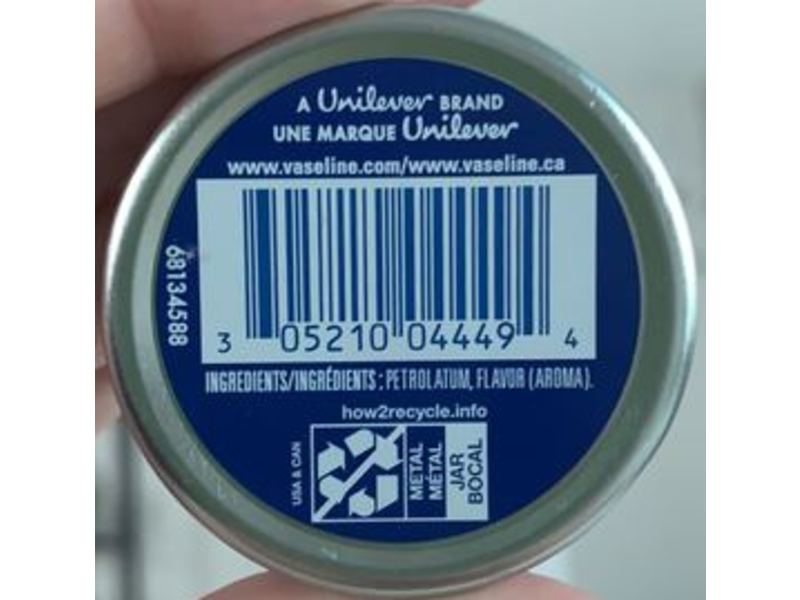 A Unilever BRAND
UNE MARQUE Unilever
www.vaseline.com/www.vaseline.ca
68134588
3 05210 04449 4
INGREDIENTS/INGRÉDIENTS : PETROLATUM, FLAVOR (AROMA).
how2recycle.info
USA & CAN
METAL
MÉTAL
JAR
BOCAL